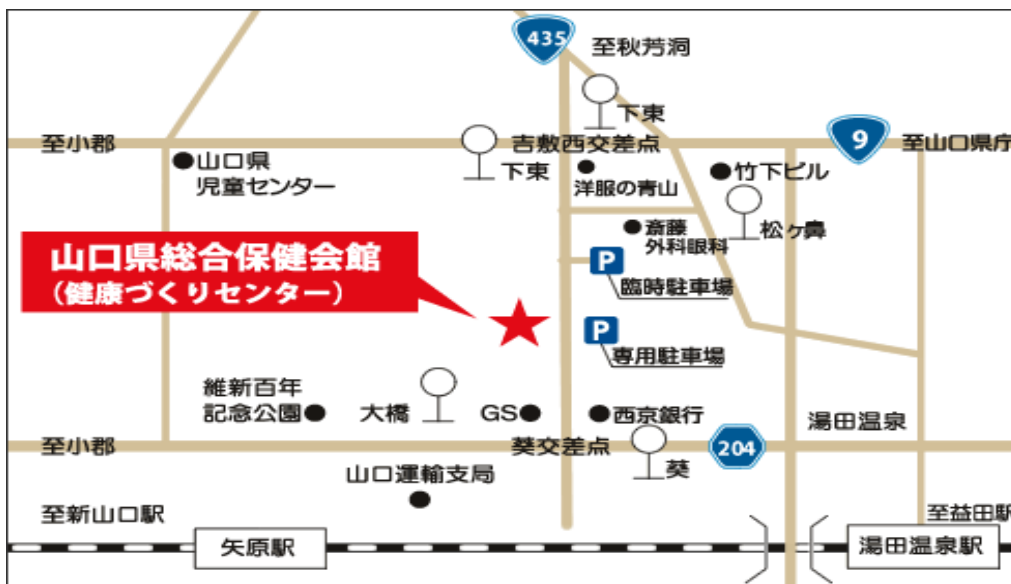 435
至秋芳洞
下東
至小郡
吉敷西交差点
9
至山口県庁
山口県
児童センター
下東
洋服の青山
竹下ビル
斎藤
外科眼科
松ヶ鼻
山口県総合保健会館
(健康づくりセンター)
P
臨時駐車場
P
専用駐車場
維新百年
記念公園
大橋
GS
西京銀行
湯田温泉
至小郡
葵交差点
204
葵
山口運輸支局
至新山口駅
至益田駅
矢原駅
湯田温泉駅